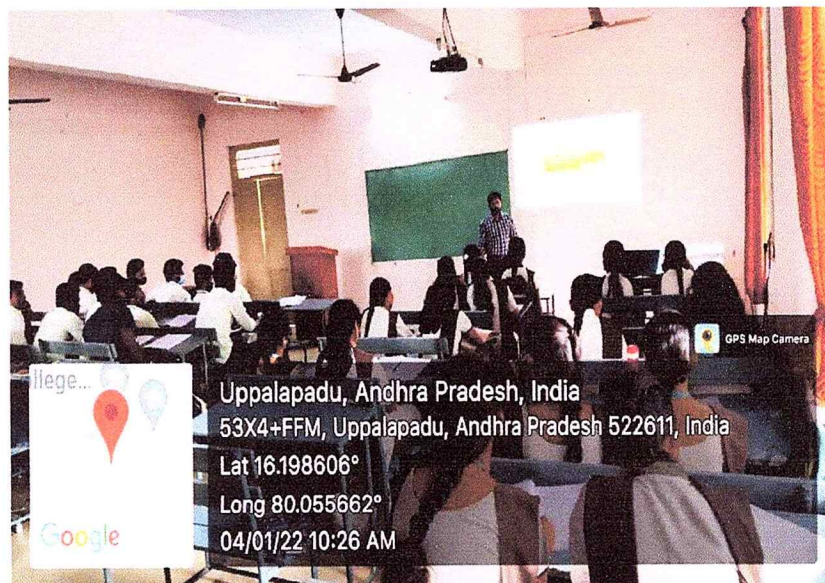 GPS Map Camera
llege...
Google
Uppalapadu, Andhra Pradesh, India
53X4+FFM, Uppalapadu, Andhra Pradesh 522611, India
Lat 16.198606°
Long 80.055662°
04/01/22 10:26 AM